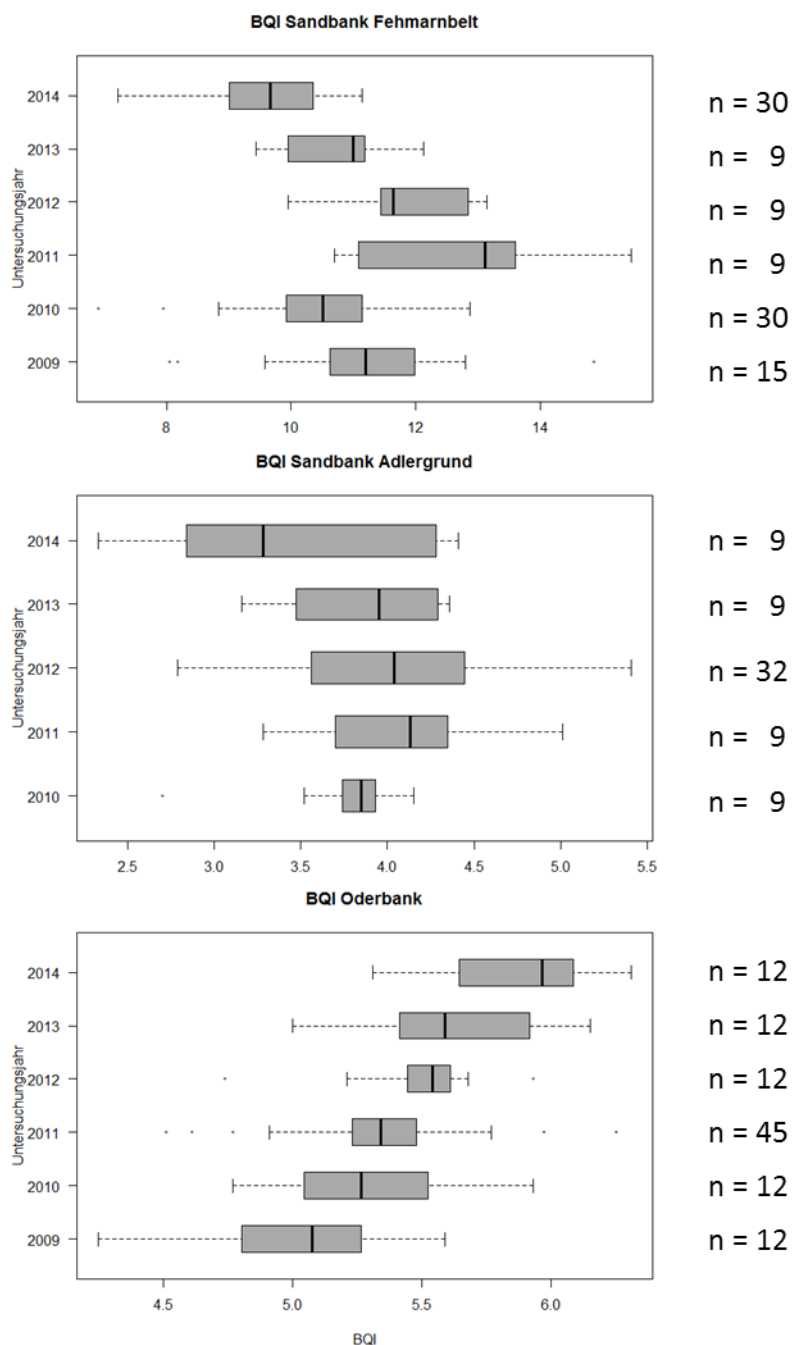 BQI Sandbank Fehmarnbelt
Untersuchungsjahr
2014 n = 30
2013 n = 9
2012 n = 9
2011 n = 9
2010 n = 30
2009 n = 15
8 10 12 14
BQI Sandbank Adlergrund
Untersuchungsjahr
2014 n = 9
2013 n = 9
2012 n = 32
2011 n = 9
2010 n = 9
2.5 3.0 3.5 4.0 4.5 5.0 5.5
BQI Oderbank
Untersuchungsjahr
2014 n = 12
2013 n = 12
2012 n = 12
2011 n = 45
2010 n = 12
2009 n = 12
4.5 5.0 5.5 6.0
BQI